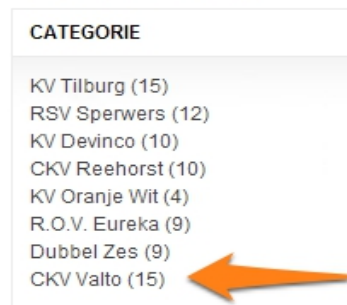 CATEGORIE
KV Tilburg (15)
RSV Sperwers (12)
KV Devinco (10)
CKV Reehorst (10)
KV Oranje Wit (4)
R.O.V. Eureka (9)
Dubbel Zes (9)
CKV Valto (15)